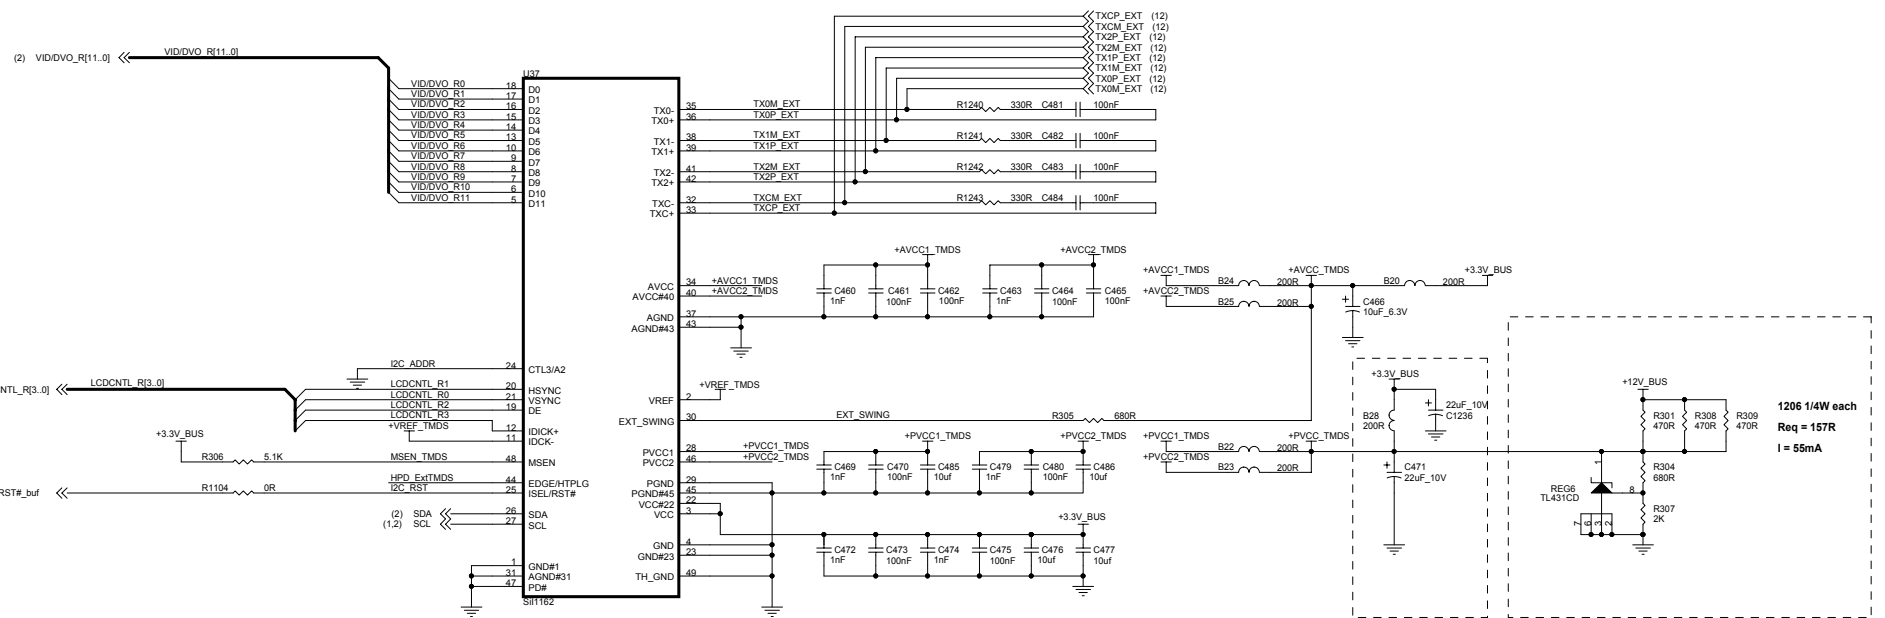 TXCP_EXT (12)
TXCM_EXT (12)
TX2P_EXT (12)
TX2M_EXT (12)
TX1P_EXT (12)
TX1M_EXT (12)
TX0P_EXT (12)
TX0M_EXT (12)
(2) VID/DVO_R[11..0]
VID/DVO_R[11..0]
U37
VID/DVO_R0 18 D0
VID/DVO_R1 17 D1
VID/DVO_R2 16 D2
VID/DVO_R3 15 D3
VID/DVO_R4 14 D4
VID/DVO_R5 13 D5
VID/DVO_R6 10 D6
VID/DVO_R7 9 D7
VID/DVO_R8 8 D8
VID/DVO_R9 7 D9
VID/DVO_R10 6 D10
VID/DVO_R11 5 D11
TX0- 35 TX0M_EXT R1240 330R C481 100nF
TX0+ 36 TX0P_EXT
TX1- 38 TX1M_EXT R1241 330R C482 100nF
TX1+ 39 TX1P_EXT
TX2- 41 TX2M_EXT R1242 330R C483 100nF
TX2+ 42 TX2P_EXT
TXC- 32 TXCM_EXT R1243 330R C484 100nF
TXC+ 33 TXCP_EXT
+AVCC1_TMDS +AVCC2_TMDS
AVCC 34 +AVCC1_TMDS
AVCC#40 40 +AVCC2_TMDS
AGND 37
AGND#43 43
C460 1nF
C461 100nF
C462 100nF
C463 1nF
C464 100nF
C465 100nF
+AVCC1_TMDS B24 200R +AVCC_TMDS B20 200R +3.3V_BUS
+AVCC2_TMDS B25 200R
C466
10uF_6.3V
I2C_ADDR 24 CTL3/A2
NTL_R[3..0] LCDCNTL_R[3..0]
LCDCNTL_R1 20 HSYNC
LCDCNTL_R0 21 VSYNC
LCDCNTL_R2 19 DE
LCDCNTL_R3 12 IDICK+
+VREF_TMDS 11 IDCK-
+3.3V_BUS
R306 5.1K MSEN_TMDS 48 MSEN
HPD_ExtTMDS 44 EDGE/HTPLG
RST#_buf R1104 0R I2C_RST 25 ISEL/RST#
(2) SDA 26 SDA
(1,2) SCL 27 SCL
1 GND#1
31 AGND#31
47 PD#
SiI1162
VREF 2 +VREF_TMDS
EXT_SWING 30 EXT_SWING R305 680R
PVCC1 28 +PVCC1_TMDS
PVCC2 46 +PVCC2_TMDS
PGND 29
PGND#45 45
VCC#22 22
VCC 3
GND 4
GND#23 23
TH_GND 49
+PVCC1_TMDS +PVCC2_TMDS
C469 1nF
C470 100nF
C485 10uf
C479 1nF
C480 100nF
C486 10uf
+3.3V_BUS
C472 1nF
C473 100nF
C474 1nF
C475 100nF
C476 10uf
C477 10uf
+PVCC1_TMDS B22 200R +PVCC_TMDS
+PVCC2_TMDS B23 200R
+3.3V_BUS
B28
200R
22uF_10V
C1236
C471
22uF_10V
+12V_BUS
R301
470R
R308
470R
R309
470R
1206 1/4W each
Req = 157R
I = 55mA
R304
680R
REG6
TL431CD
1
8
7 6 3 2
R307
2K